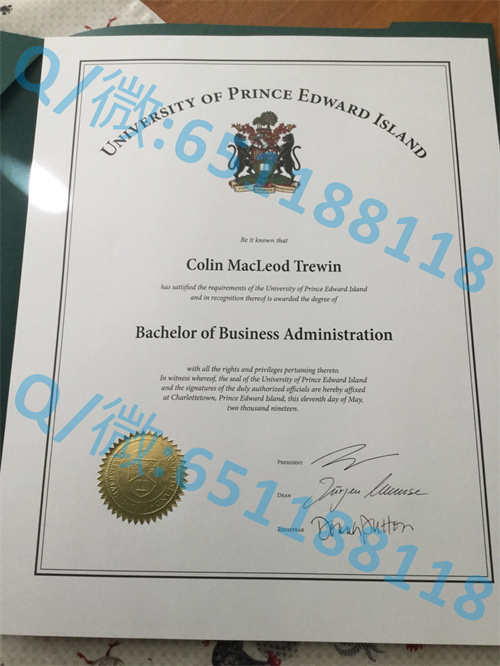 UNIVERSITY OF PRINCE EDWARD ISLAND
Be it known that
Colin MacLeod Trewin
has satisfied the requirements of the University of Prince Edward Island
and in recognition thereof is awarded the degree of
Bachelor of Business Administration
with all the rights and privileges pertaining thereto.
In witness whereof, the seal of the University of Prince Edward Island
and the signatures of the duly authorized officials are hereby affixed
at Charlottetown, Prince Edward Island, this eleventh day of May,
two thousand nineteen.
PRESIDENT
DEAN
REGISTRAR
Q/微:651188118
Q/微:651188118